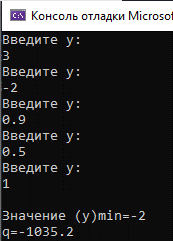 Консоль отладки Microsof
Введите y:
3
Введите y:
-2
Введите y:
0.9
Введите y:
0.5
Введите y:
1
Значение (y)min=-2
q=-1035.2